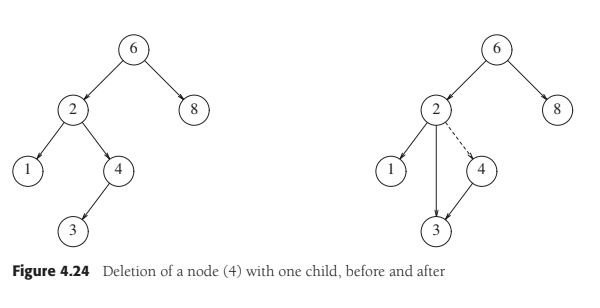 6 6
2 8 2 8
1 4 1 4
3 3
Figure 4.24 Deletion of a node (4) with one child, before and after